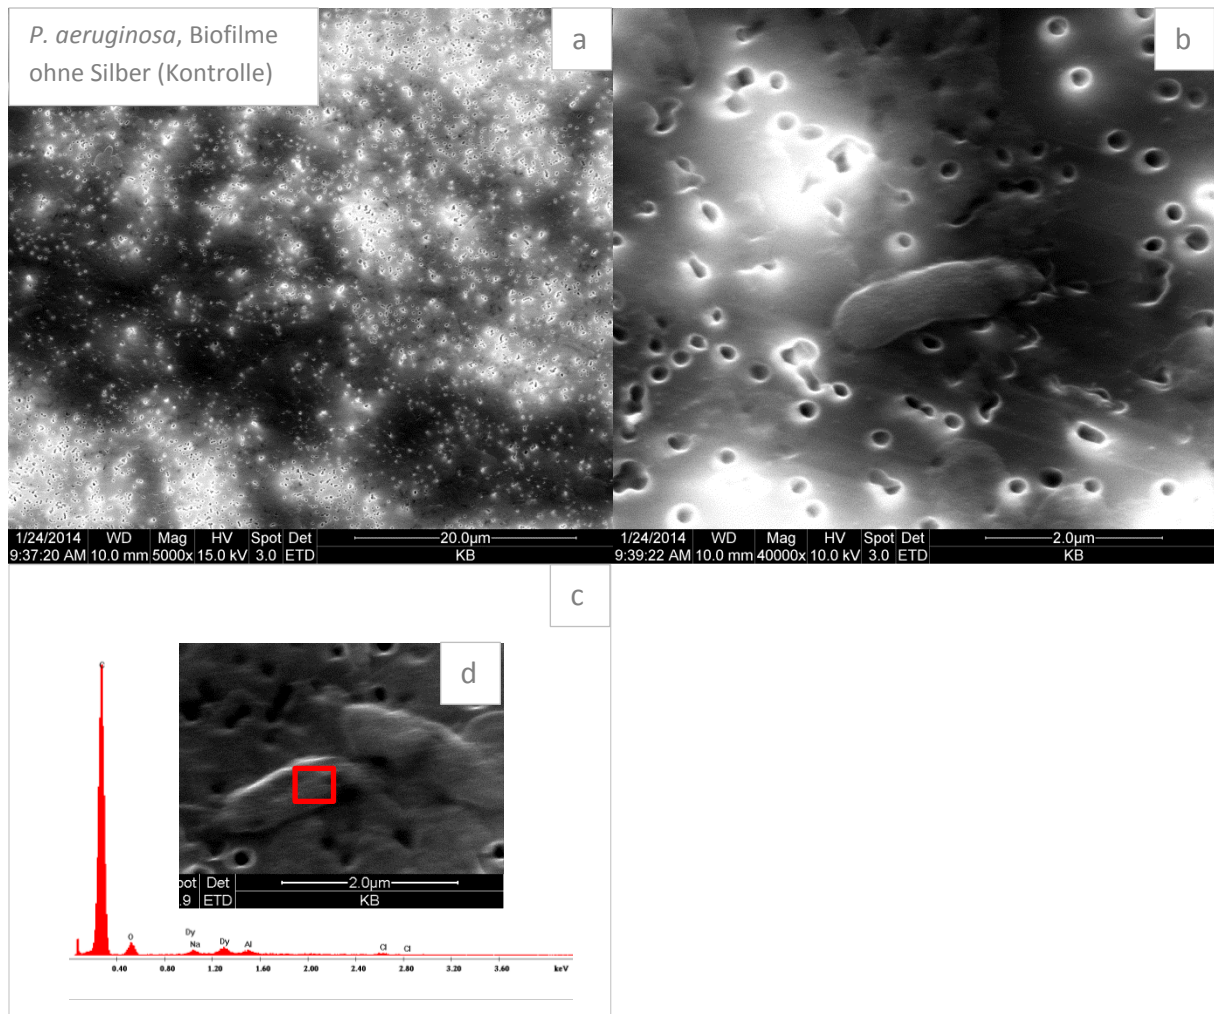 P. aeruginosa, Biofilme
ohne Silber (Kontrolle)
a
b
1/24/2014 WD Mag HV Spot Det 20.0µm
9:37:20 AM 10.0 mm 5000x 15.0 kV 3.0 ETD KB
1/24/2014 WD Mag HV Spot Det 2.0µm
9:39:22 AM 10.0 mm 40000x 10.0 kV 3.0 ETD KB
c
d
C
pot Det 2.0µm
.9 ETD KB
O
Dy
Na
Dy
Al
Cl
Cl
0.40 0.80 1.20 1.60 2.00 2.40 2.80 3.20 3.60 keV